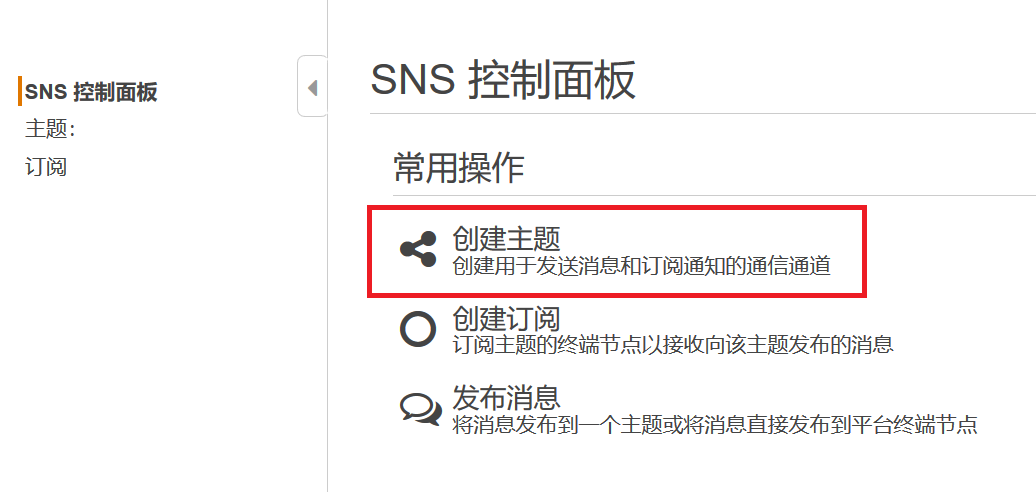 SNS 控制面板
主题：
订阅
SNS 控制面板
常用操作
创建主题
创建用于发送消息和订阅通知的通信通道
创建订阅
订阅主题的终端节点以接收向该主题发布的消息
发布消息
将消息发布到一个主题或将消息直接发布到平台终端节点